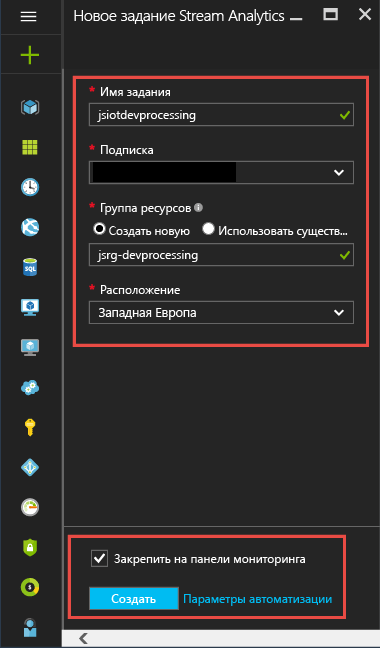 Новое задание Stream Analytics
* Имя задания
jsiotdevprocessing
* Подписка
* Группа ресурсов
Создать новую Использовать существ...
jsrg-devprocessing
* Расположение
Западная Европа
Закрепить на панели мониторинга
Создать Параметры автоматизации